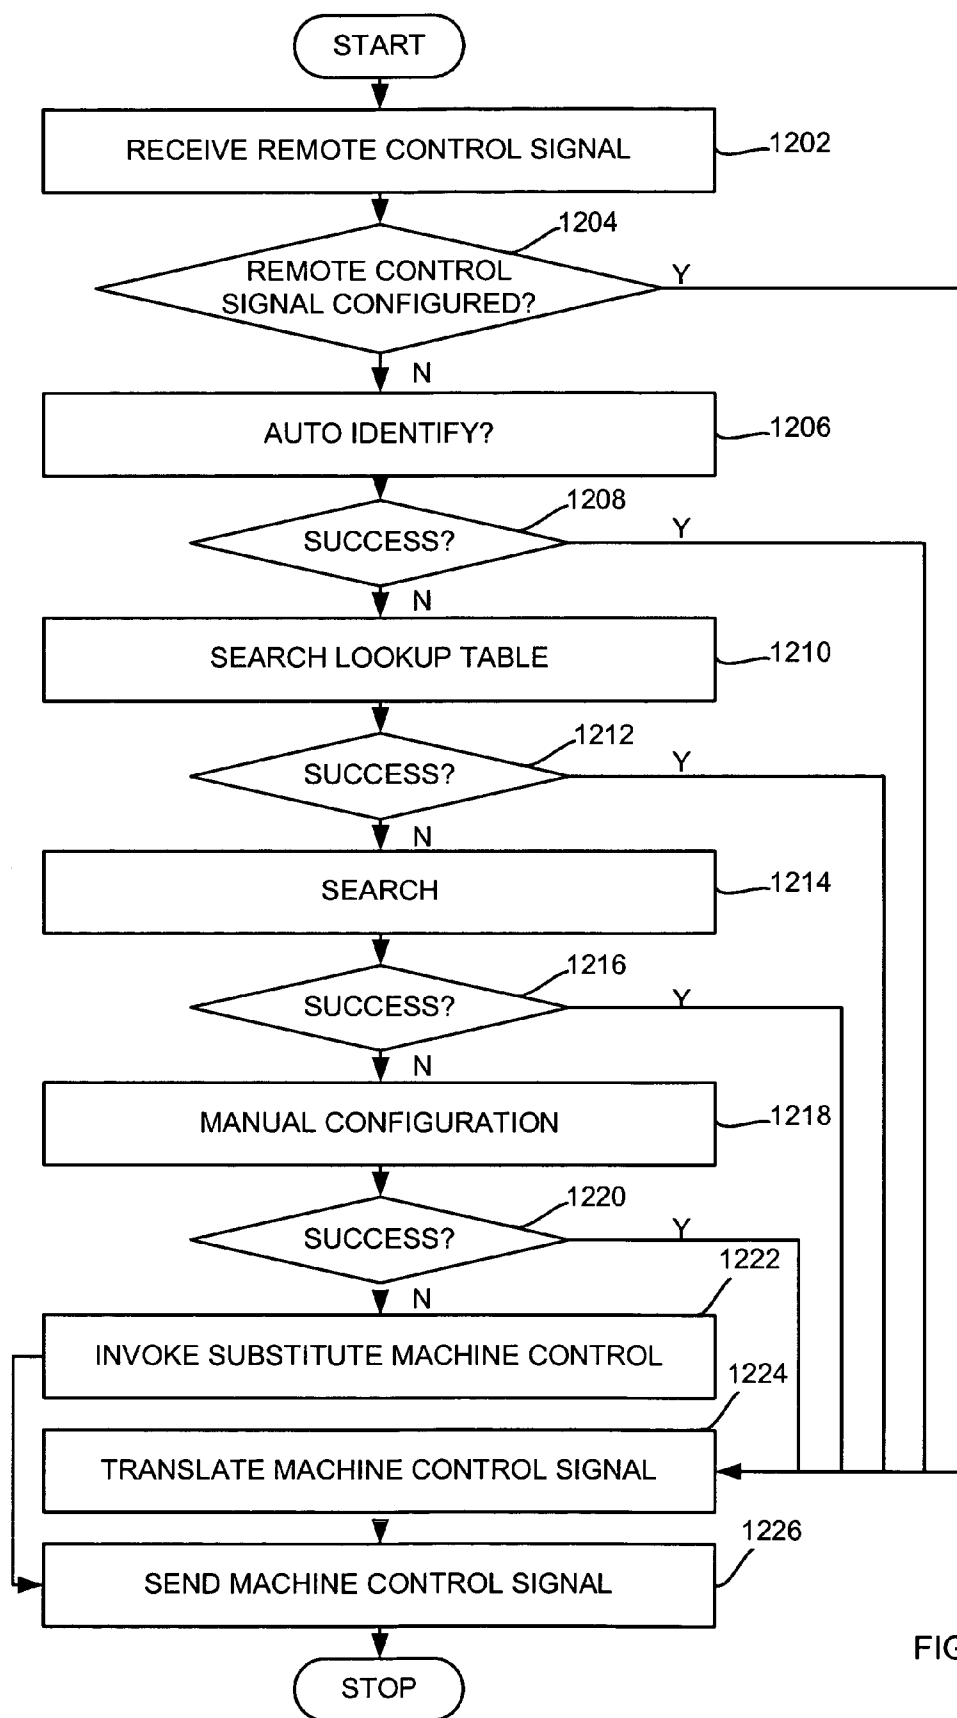 START
RECEIVE REMOTE CONTROL SIGNAL
1202
1204
REMOTE CONTROL
SIGNAL CONFIGURED?
Y
N
AUTO IDENTIFY?
1206
1208
SUCCESS?
Y
N
SEARCH LOOKUP TABLE
1210
1212
SUCCESS?
Y
N
SEARCH
1214
1216
SUCCESS?
Y
N
MANUAL CONFIGURATION
1218
1220
SUCCESS?
Y
N
1222
INVOKE SUBSTITUTE MACHINE CONTROL
1224
TRANSLATE MACHINE CONTROL SIGNAL
1226
SEND MACHINE CONTROL SIGNAL
STOP
FIG